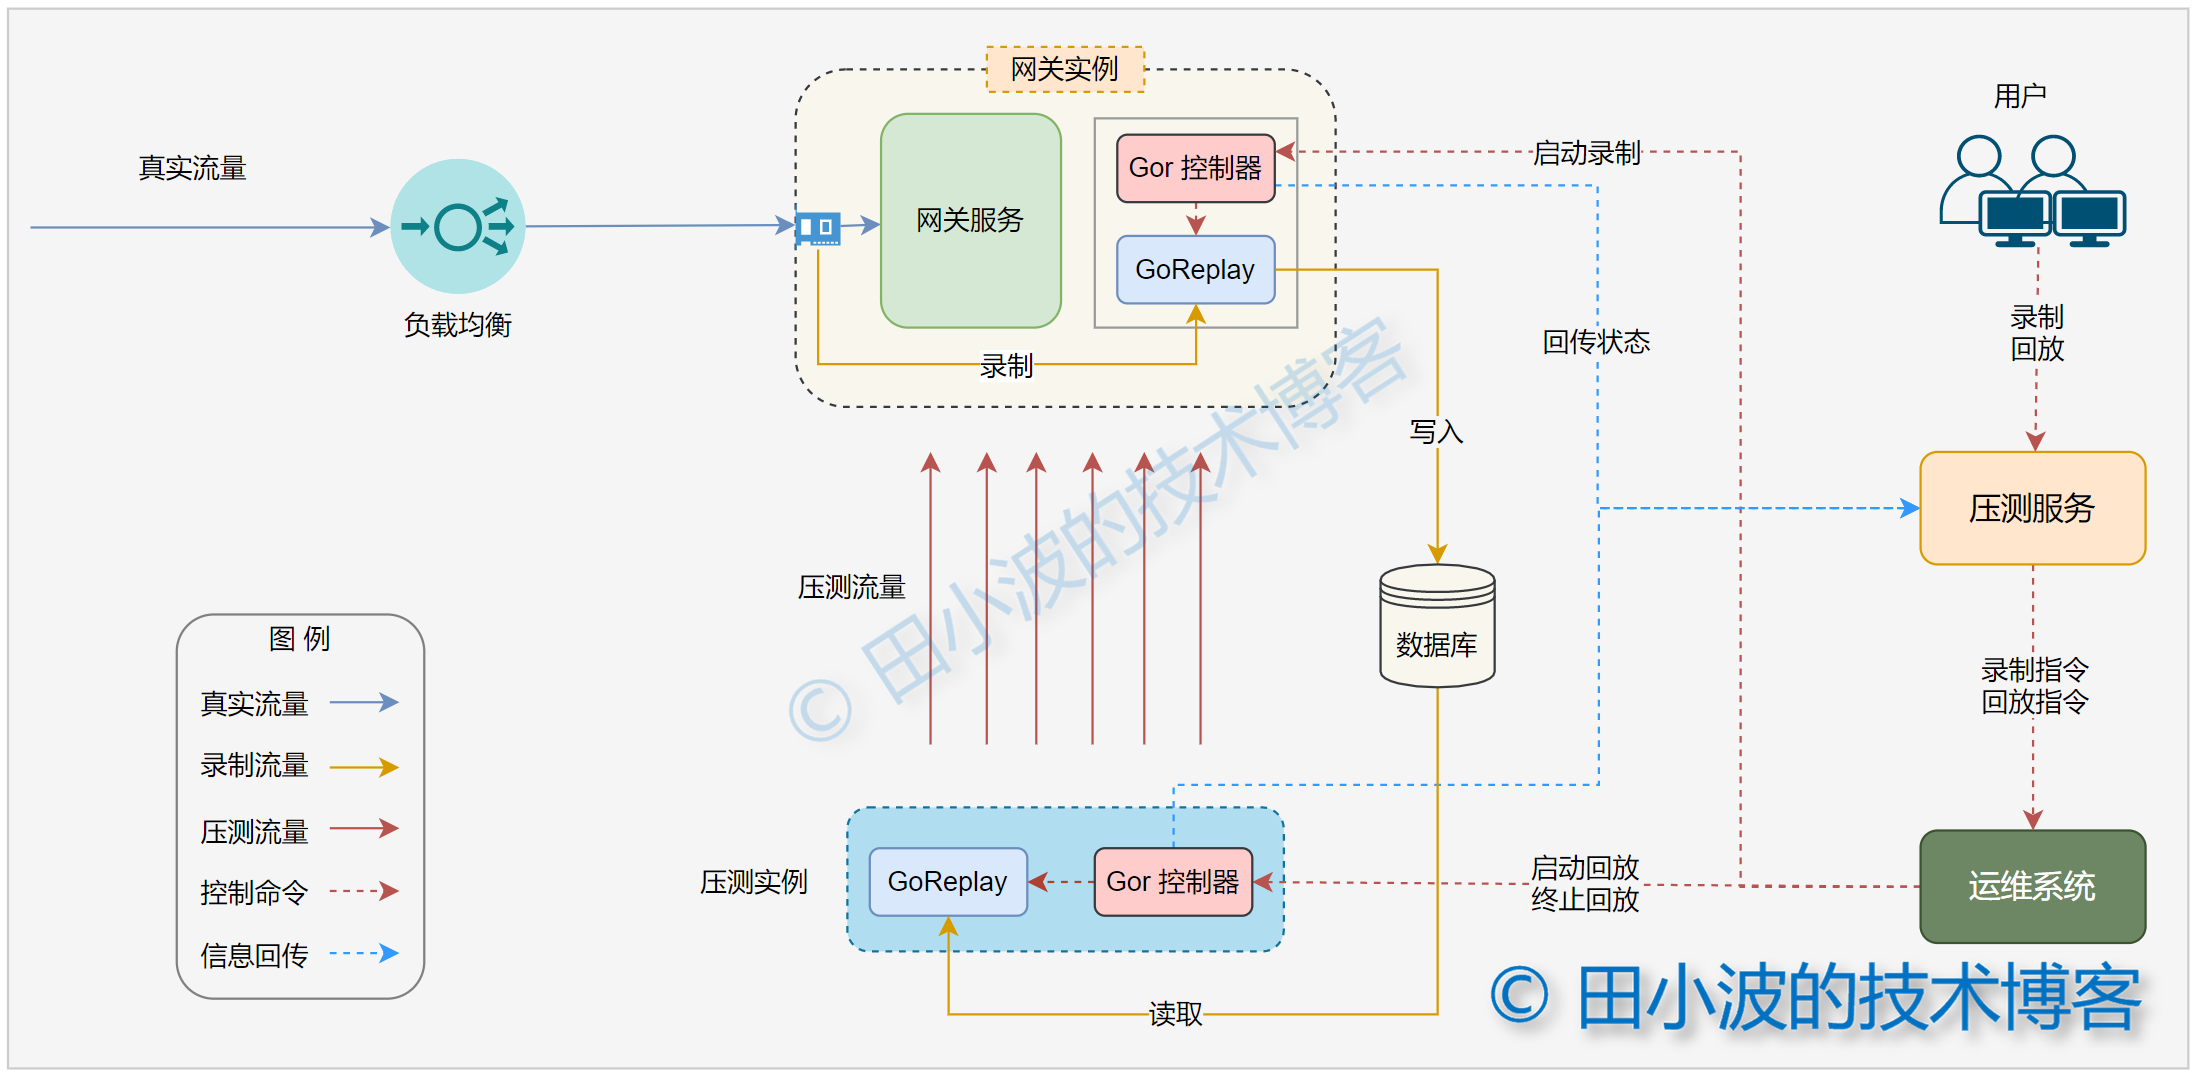 网关实例
用户
真实流量
负载均衡
网关服务
Gor 控制器
GoReplay
录制
启动录制
回传状态
录制
回放
写入
压测服务
压测流量
数据库
录制指令
回放指令
图 例
真实流量
录制流量
压测流量
控制命令
信息回传
压测实例
GoReplay
Gor 控制器
启动回放
终止回放
运维系统
读取
© 田小波的技术博客
© 田小波的技术博客